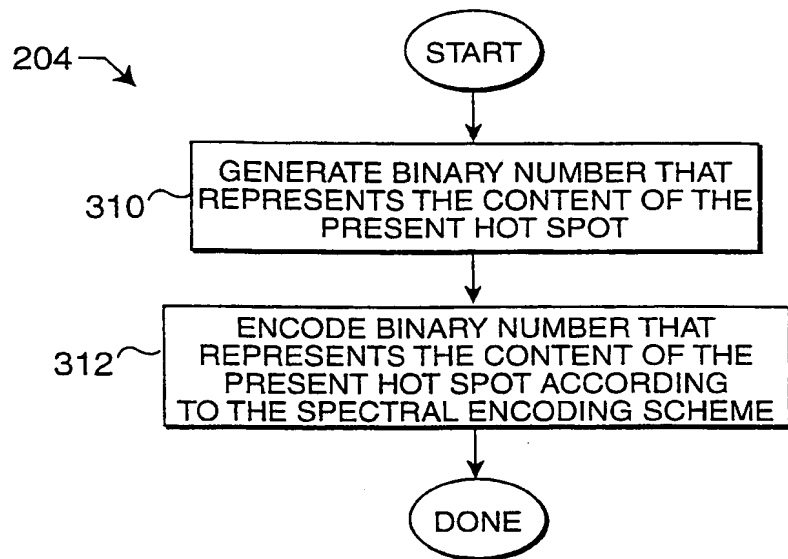 204
START
310
GENERATE BINARY NUMBER THAT
REPRESENTS THE CONTENT OF THE
PRESENT HOT SPOT.
312
ENCODE BINARY NUMBER THAT
REPRESENTS THE CONTENT OF THE
PRESENT HOT SPOT ACCORDING
TO THE SPECTRAL ENCODING SCHEME
DONE